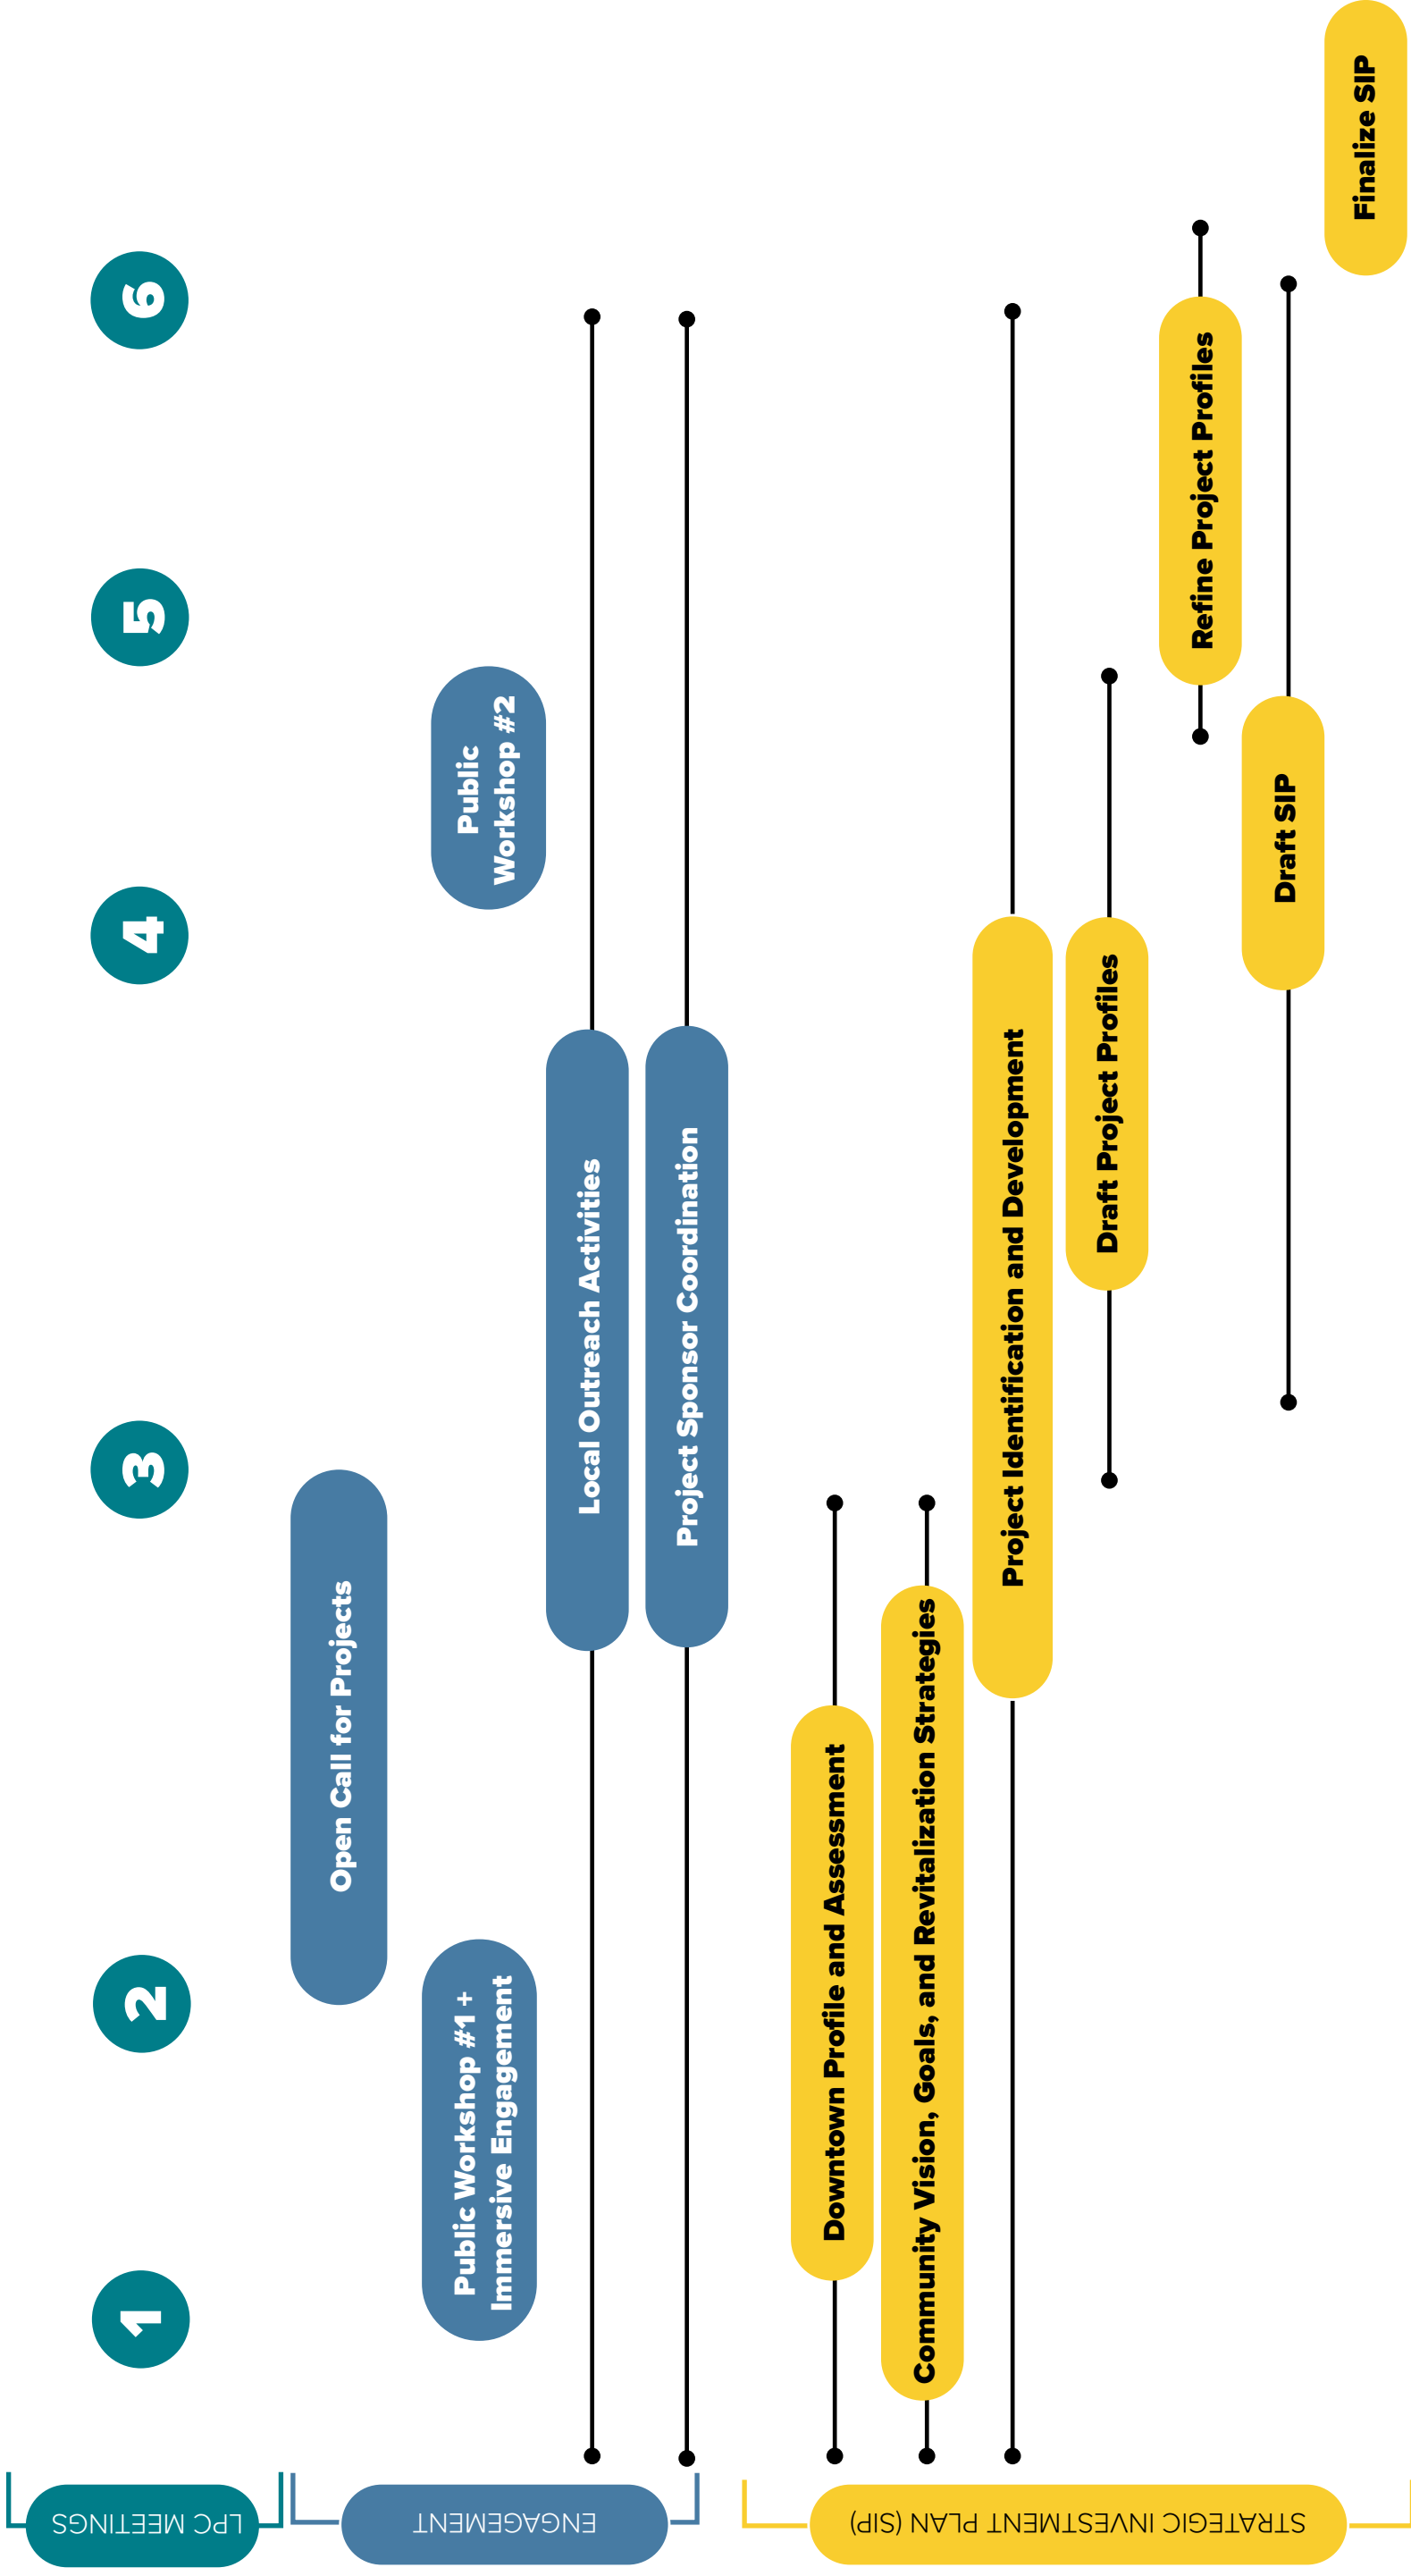 LPC MEETINGS
1
2
3
4
5
6
ENGAGEMENT
Open Call for Projects
Public Workshop #1 +
Immersive Engagement
Public
Workshop #2
Local Outreach Activities
Project Sponsor Coordination
STRATEGIC INVESTMENT PLAN (SIP)
Downtown Profile and Assessment
Community Vision, Goals, and Revitalization Strategies
Project Identification and Development
Draft Project Profiles
Refine Project Profiles
Draft SIP
Finalize SIP